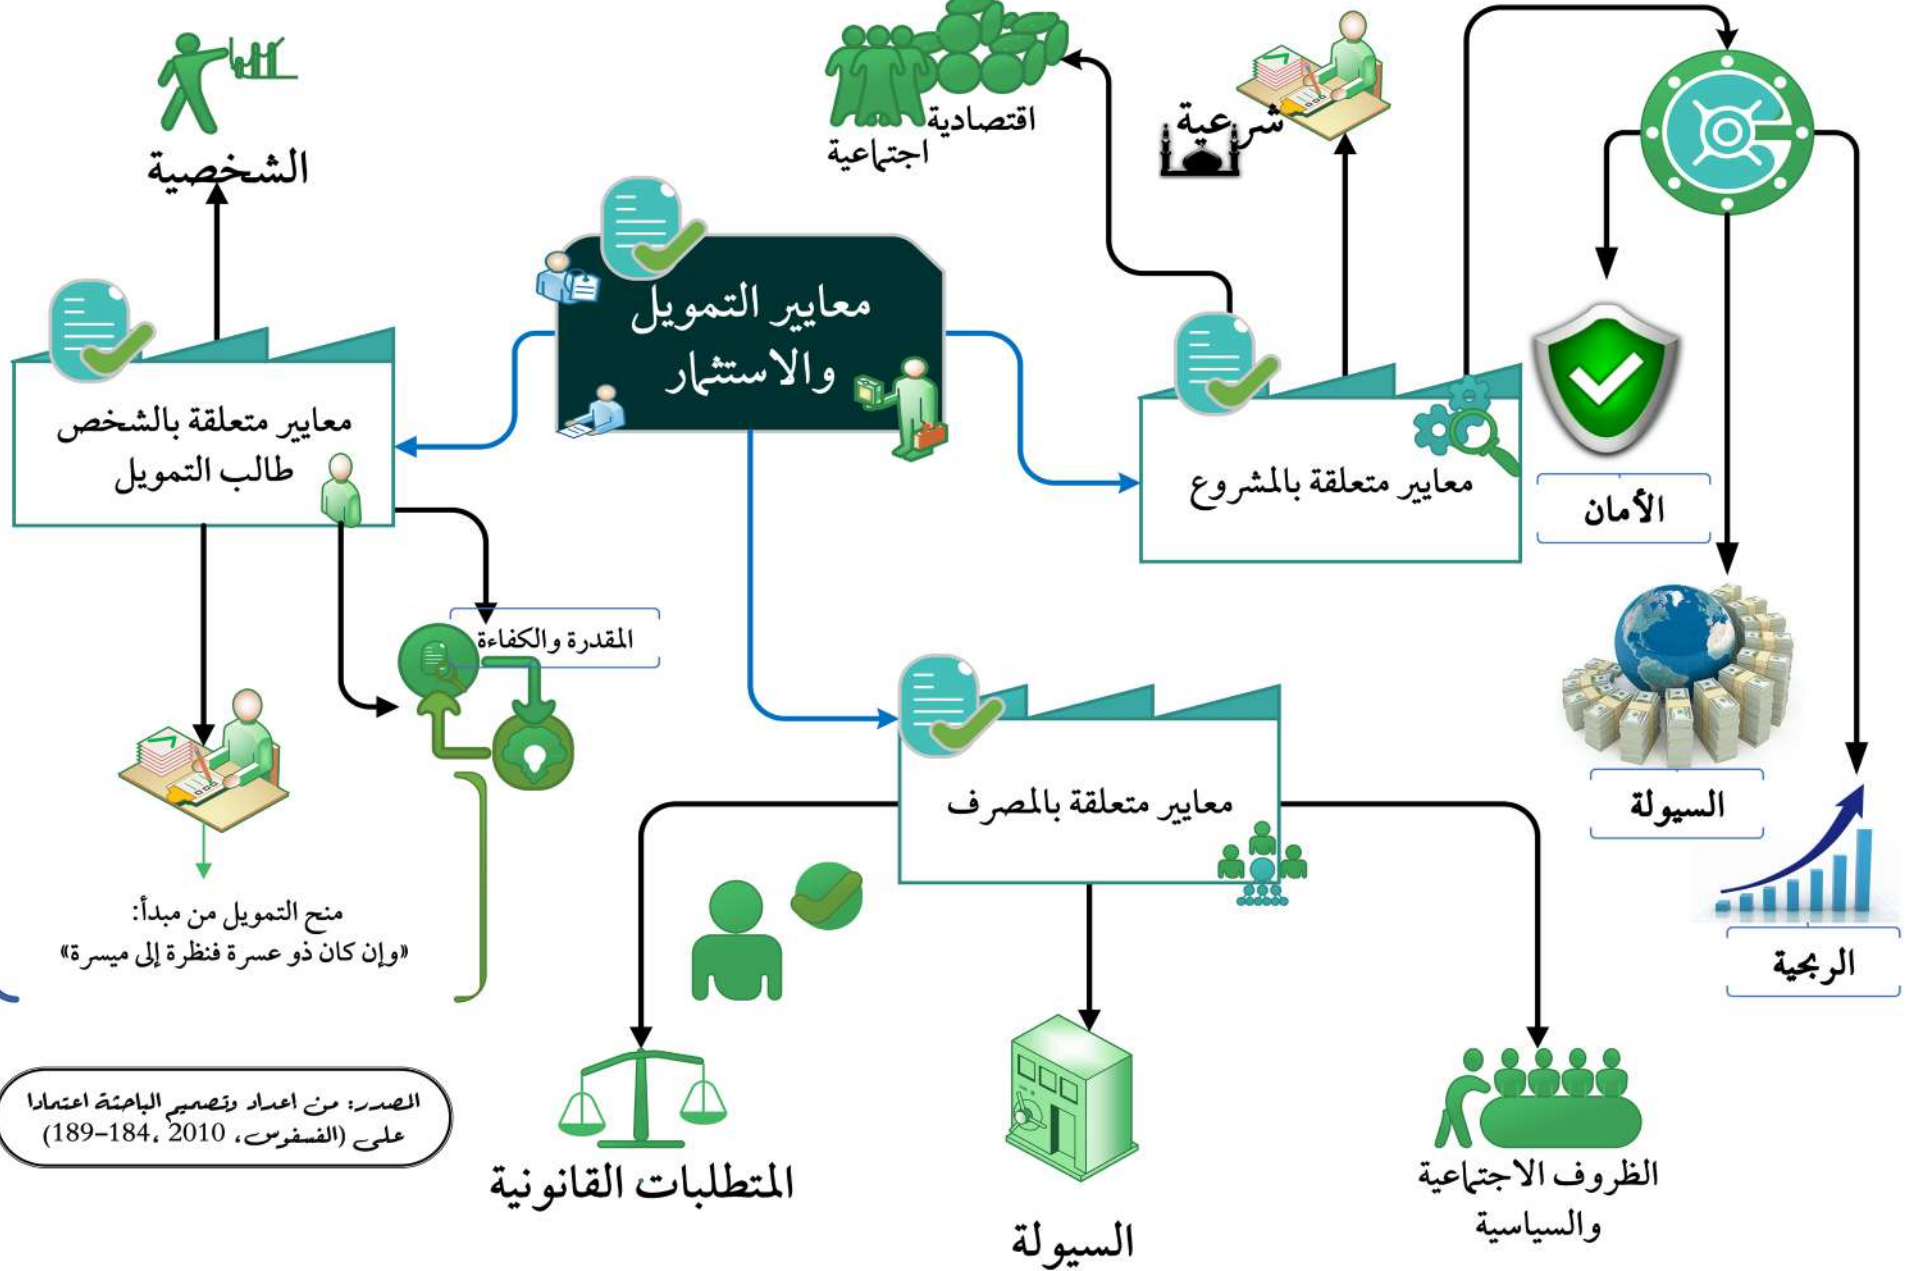 اقتصادية
اجتماعية
شرعية
الشخصية
معايير التمويل
والاستثمار
معايير متعلقة بالشخص
طالب التمويل
معايير متعلقة بالمشروع
الأمان
المقدرة والكفاءة
السيولة
معايير متعلقة بالمصرف
الربحية
منح التمويل من مبدأ:
«وإن كان ذو عسرة فنظرة إلى ميسرة»
المصدر: من اعداد وتصميم الباحثة اعتمادا
على (الفسفوس، 2010 ،184–189)
المتطلبات القانونية
السيولة
الظروف الاجتماعية
والسياسية